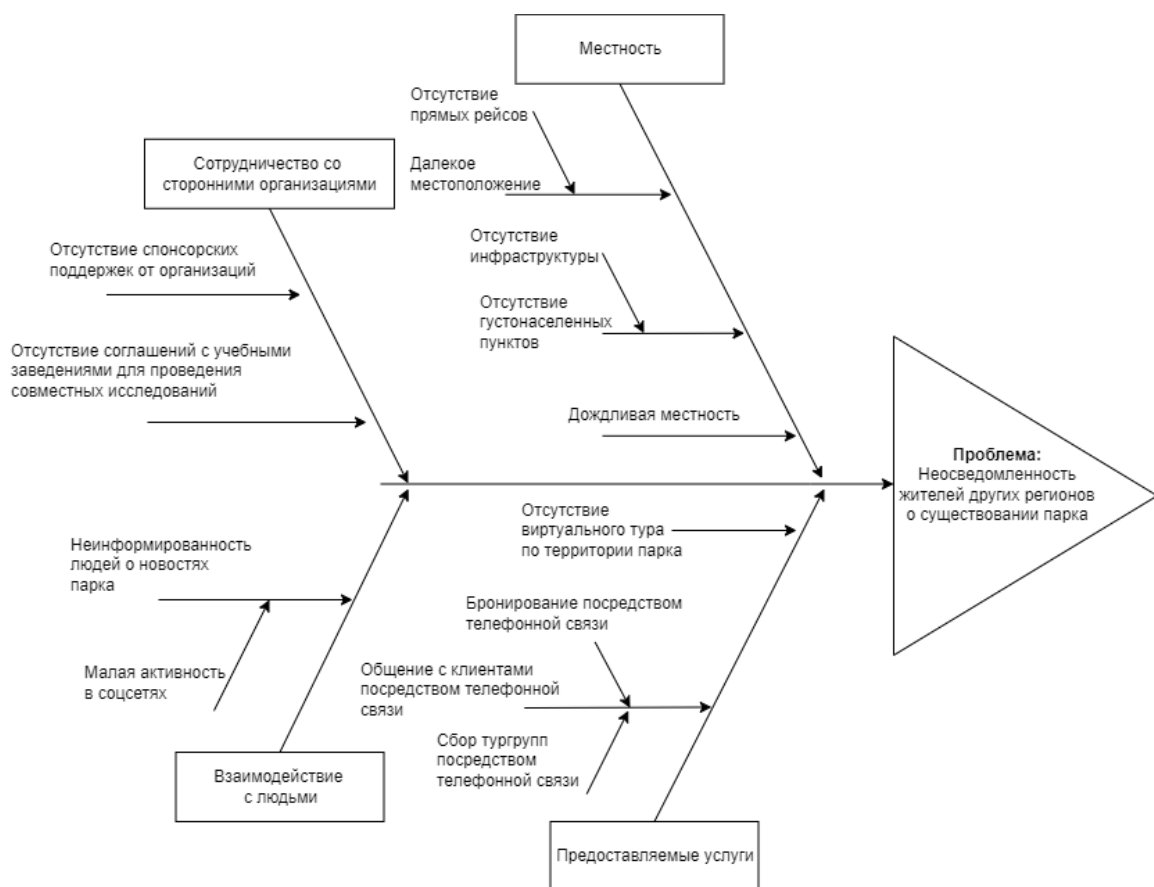 Местность
Отсутствие
прямых рейсов
Сотрудничество со
сторонними организациями
Далекое
местоположение
Отсутствие спонсорских
поддержек от организаций
Отсутствие
инфраструктуры
Отсутствие
густонаселенных
пунктов
Отсутствие соглашений с учебными
заведениями для проведения
совместных исследований
Дождливая местность
Проблема:
Неосведомленность
жителей других регионов
о существовании парка
Отсутствие
виртуального тура
по территории парка
Неинформированность
людей о новостях
парка
Бронирование посредством
телефонной связи
Малая активность
в соцсетях
Общение с клиентами
посредством телефонной
связи
Сбор тургрупп
посредством
телефонной связи
Взаимодействие
с людьми
Предоставляемые услуги